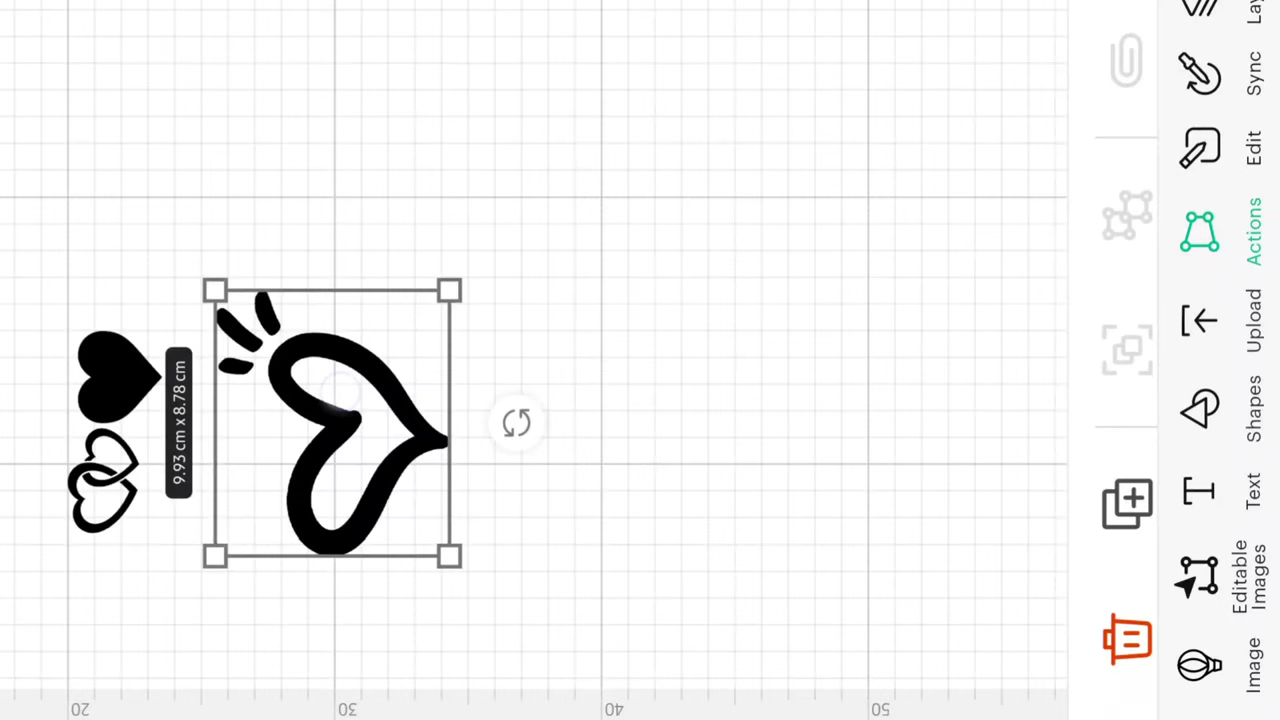 Image
Editable
Images
Text
Shapes
Upload
Actions
Edit
Sync
9.93 cm x 8.78 cm
20
30
40
50